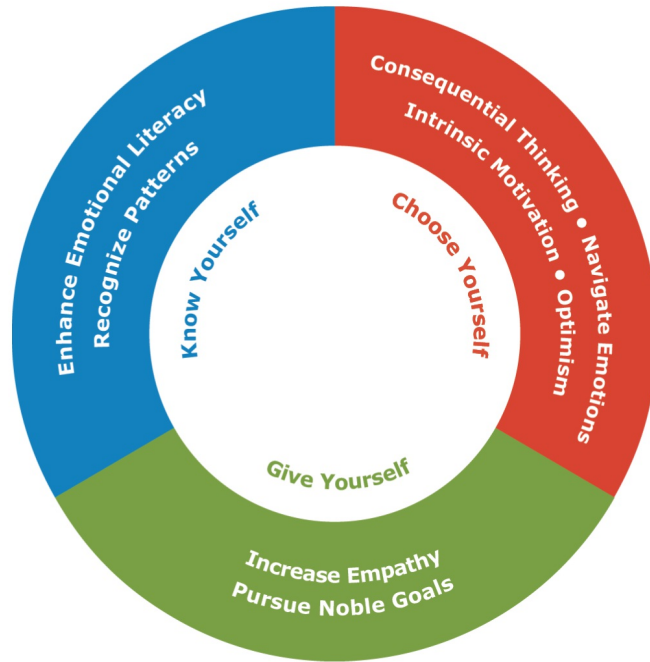 Enhance Emotional Literacy
Recognize Patterns
Know Yourself
Consequential Thinking • Navigate Emotions
Intrinsic Motivation • Optimism
Choose Yourself
Give Yourself
Increase Empathy
Pursue Noble Goals